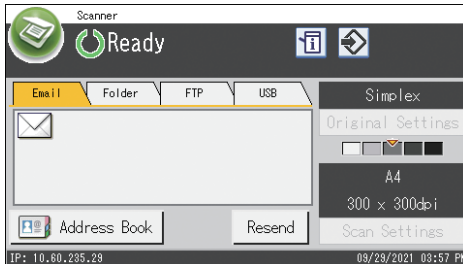 Scanner
Ready
Email Folder FTP USB
Simplex
Original Settings
A4
300 × 300dpi
Address Book Resend
Scan Settings
IP: 10.60.235.29 09/29/2021 03:57 PM